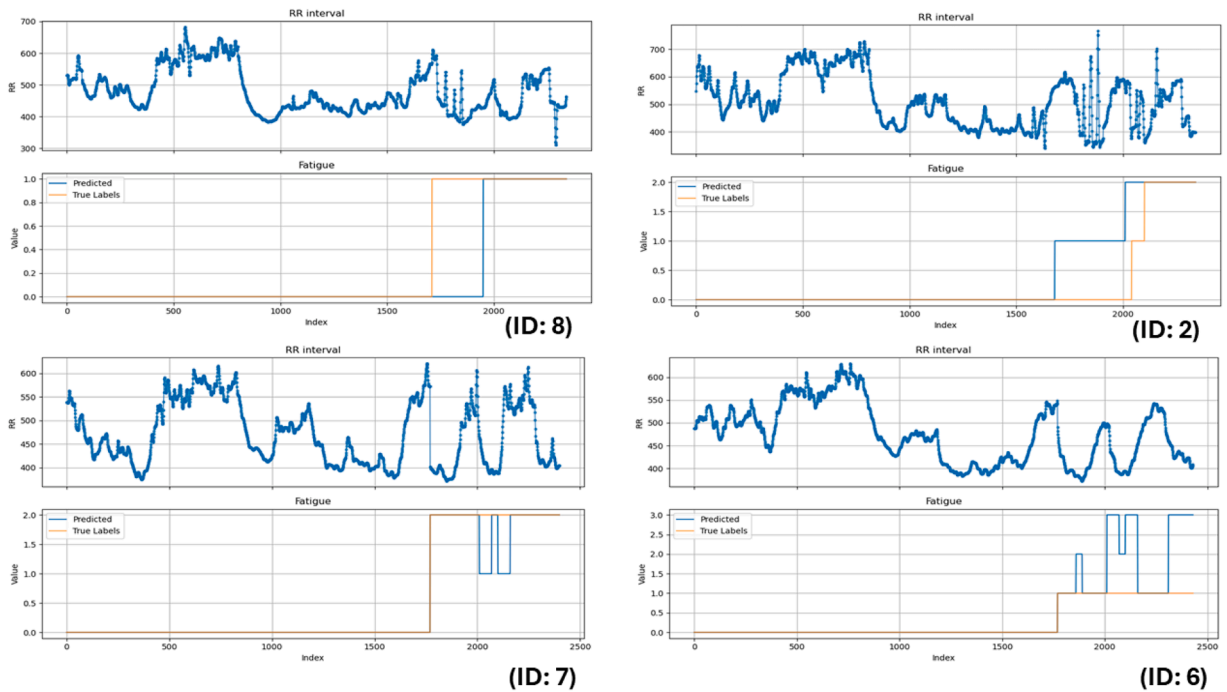 RR interval
RR
700
600
500
400
300
Fatigue
Value
1.0
0.8
0.6
0.4
0.2
0.0
Predicted
True Labels
0
500
1000
1500
2000
Index
(ID: 8)
RR interval
RR
700
600
500
400
Fatigue
Value
2.0
1.5
1.0
0.5
0.0
Predicted
True Labels
0
500
1000
1500
2000
Index
(ID: 2)
RR interval
RR
600
550
500
450
400
Fatigue
Value
2.0
1.5
1.0
0.5
0.0
Predicted
True Labels
0
500
1000
1500
2000
2500
Index
(ID: 7)
RR interval
RR
600
550
500
450
400
Fatigue
Value
3.0
2.5
2.0
1.5
1.0
0.5
0.0
Predicted
True Labels
0
500
1000
1500
2000
2500
Index
(ID: 6)